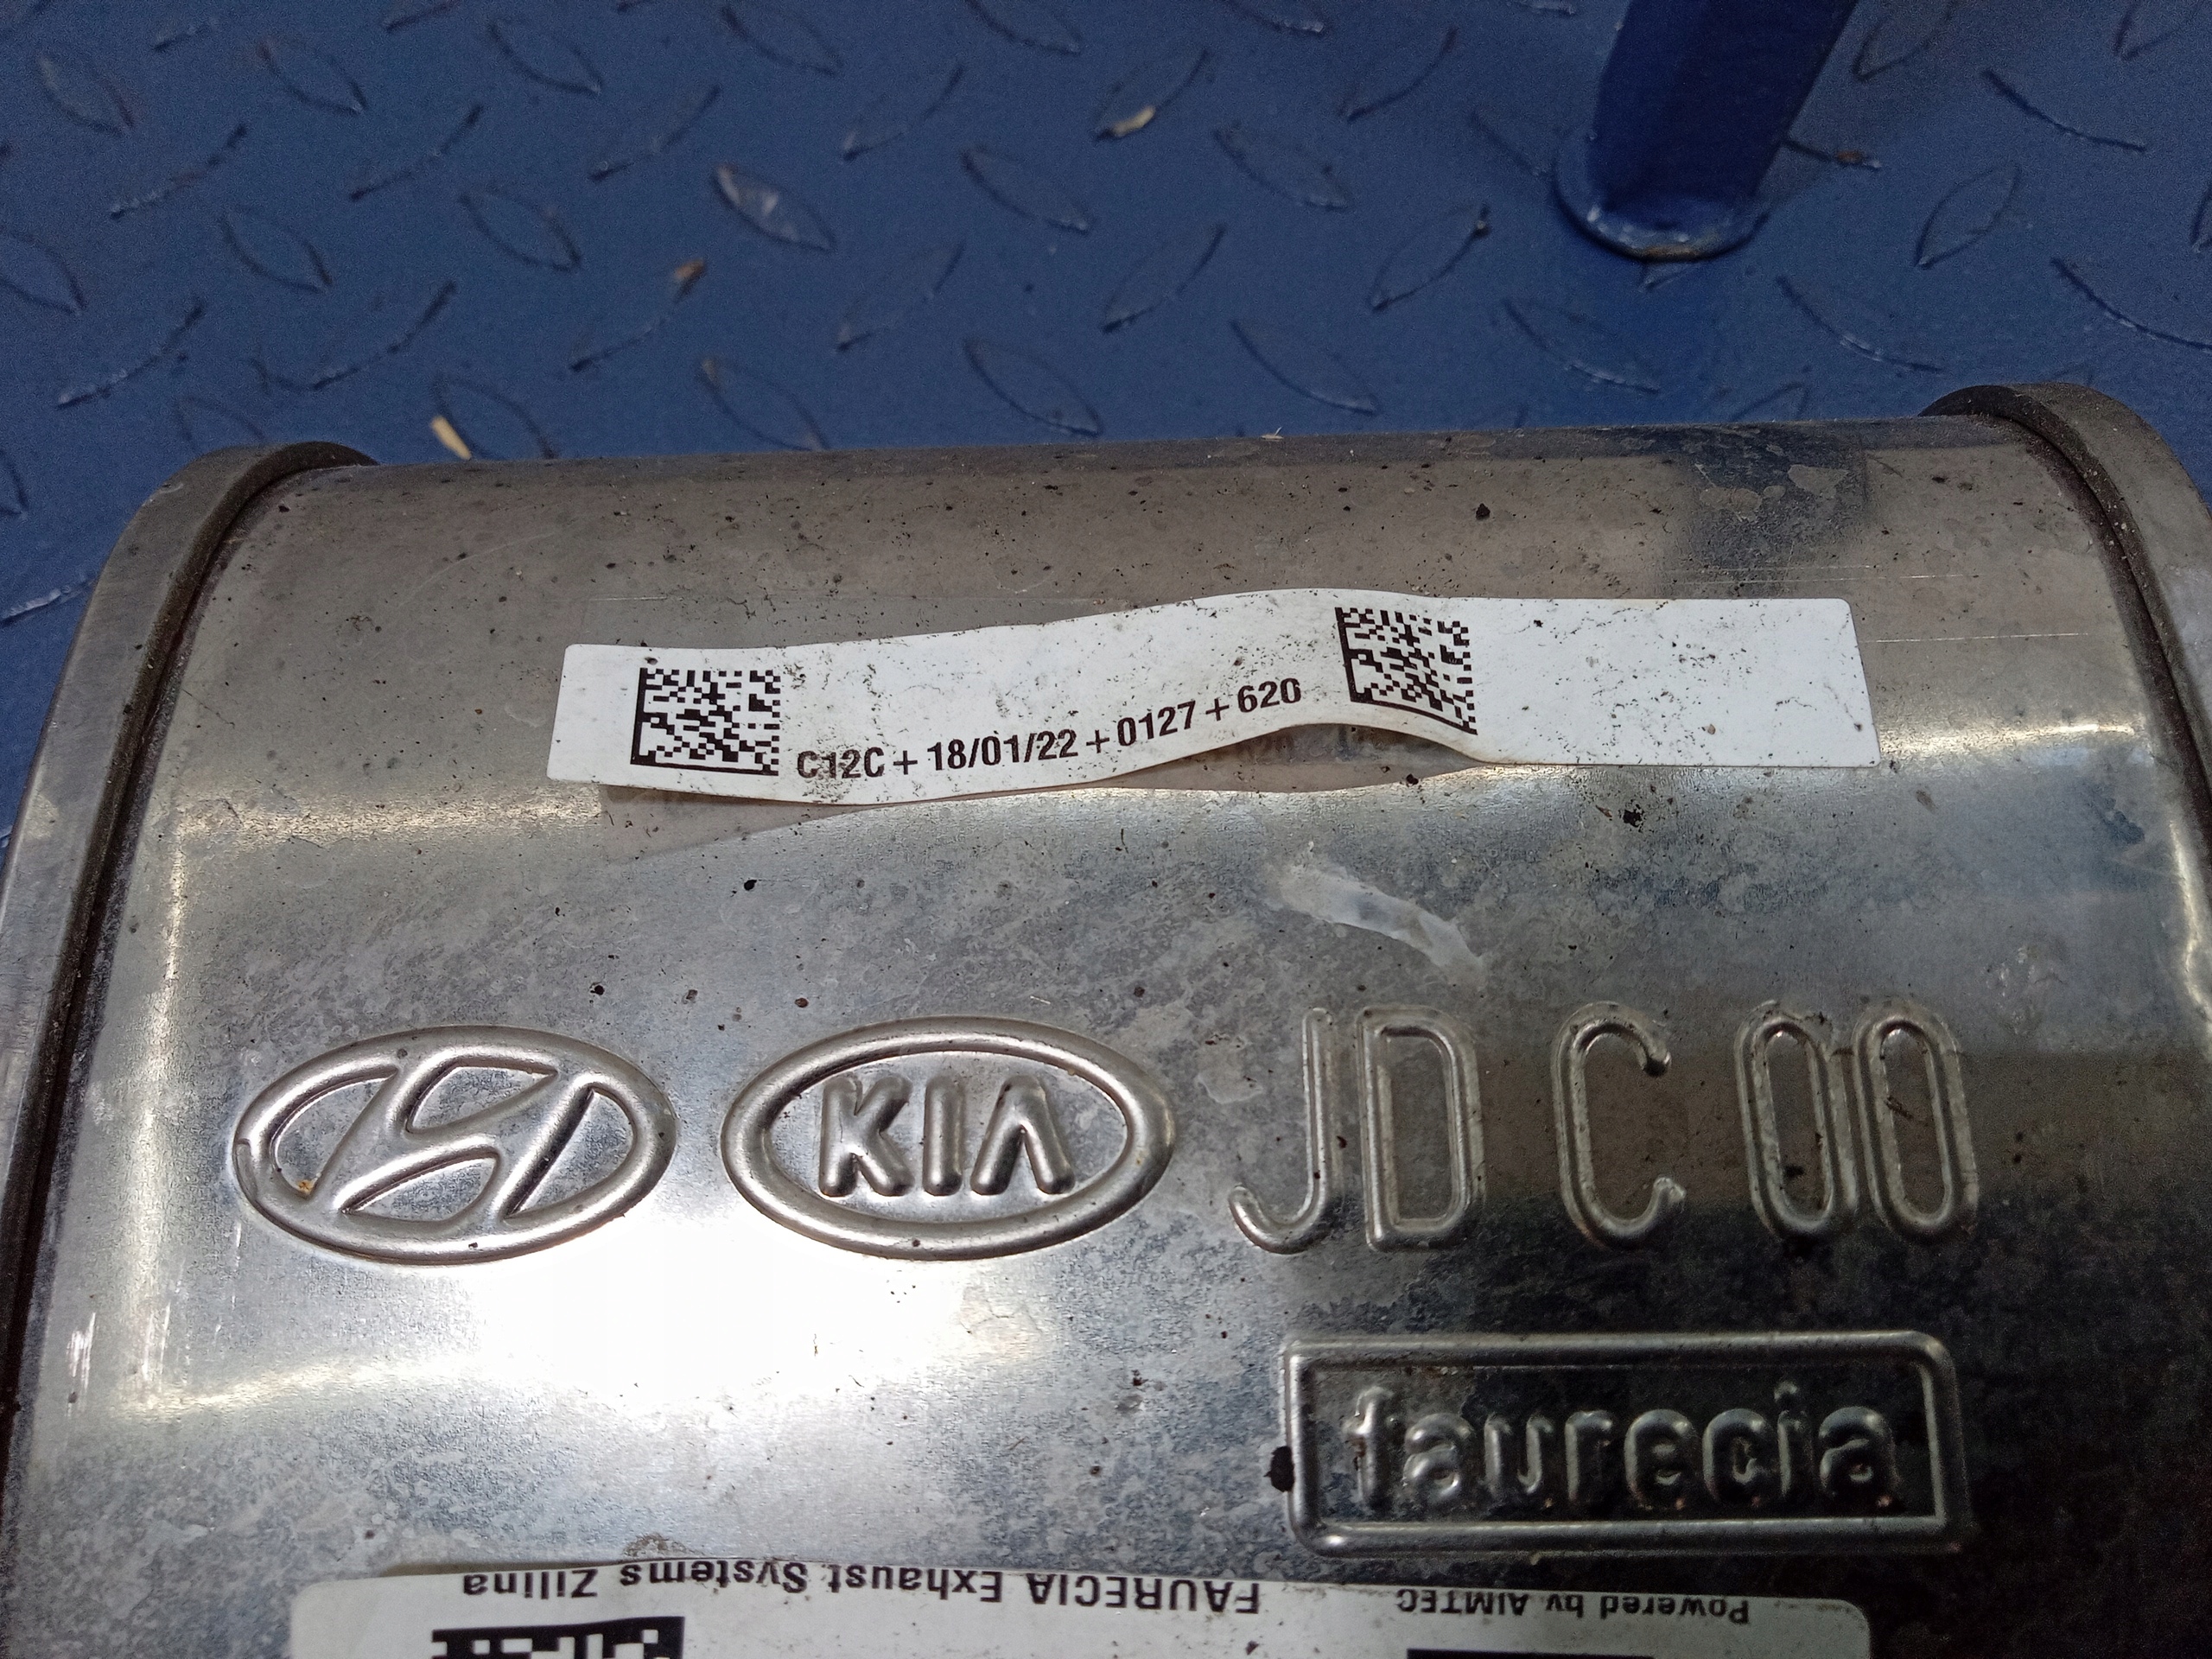 C12C + 18/01/22 + 0127 + 620
KIA JD C 00
faurecia
FAURECIA Exhaust Systems Zilina
Powered by AIMTEC